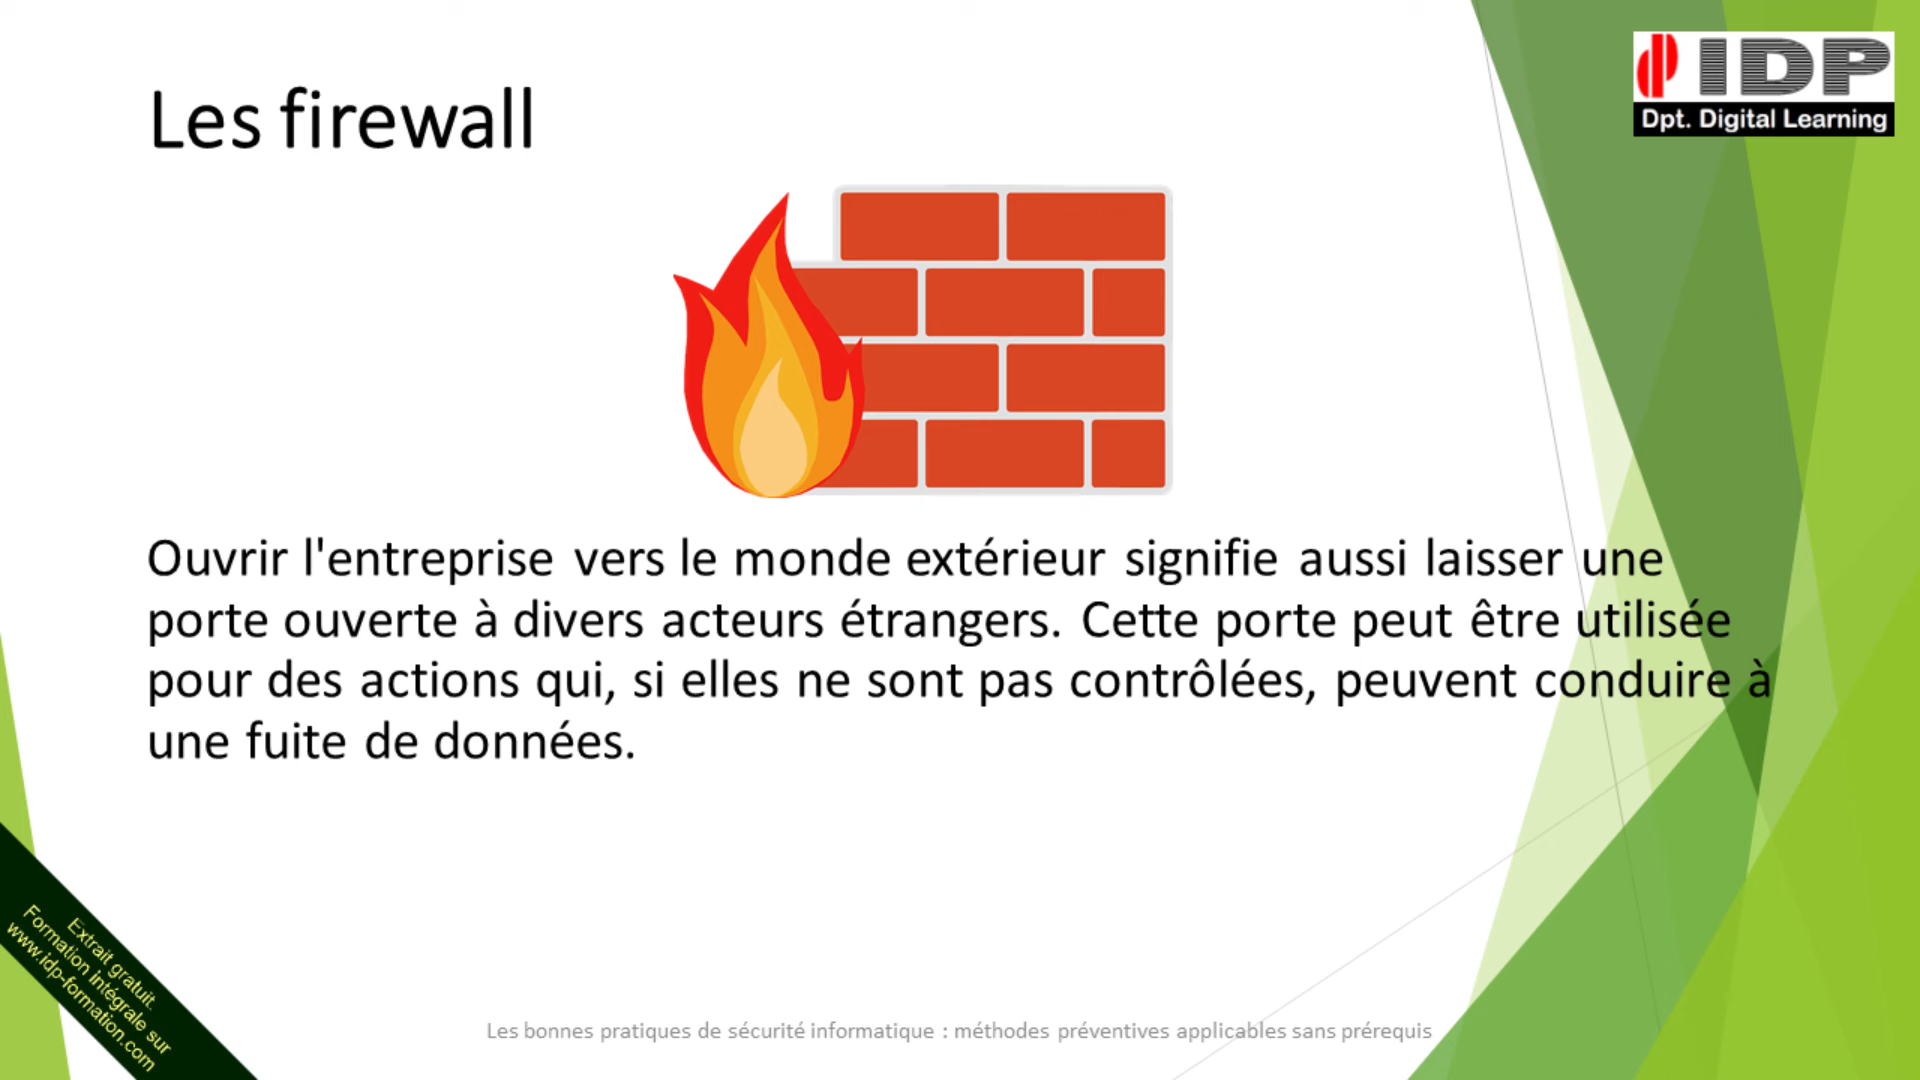 IDP
Dpt. Digital Learning
Les firewall
Ouvrir l'entreprise vers le monde extérieur signifie aussi laisser une
porte ouverte à divers acteurs étrangers. Cette porte peut être utilisée
pour des actions qui, si elles ne sont pas contrôlées, peuvent conduire à
une fuite de données.
Extrait gratuit.
Formation Intégrale sur
www.idp-formation.com
Les bonnes pratiques de sécurité informatique : méthodes préventives applicables sans prérequis